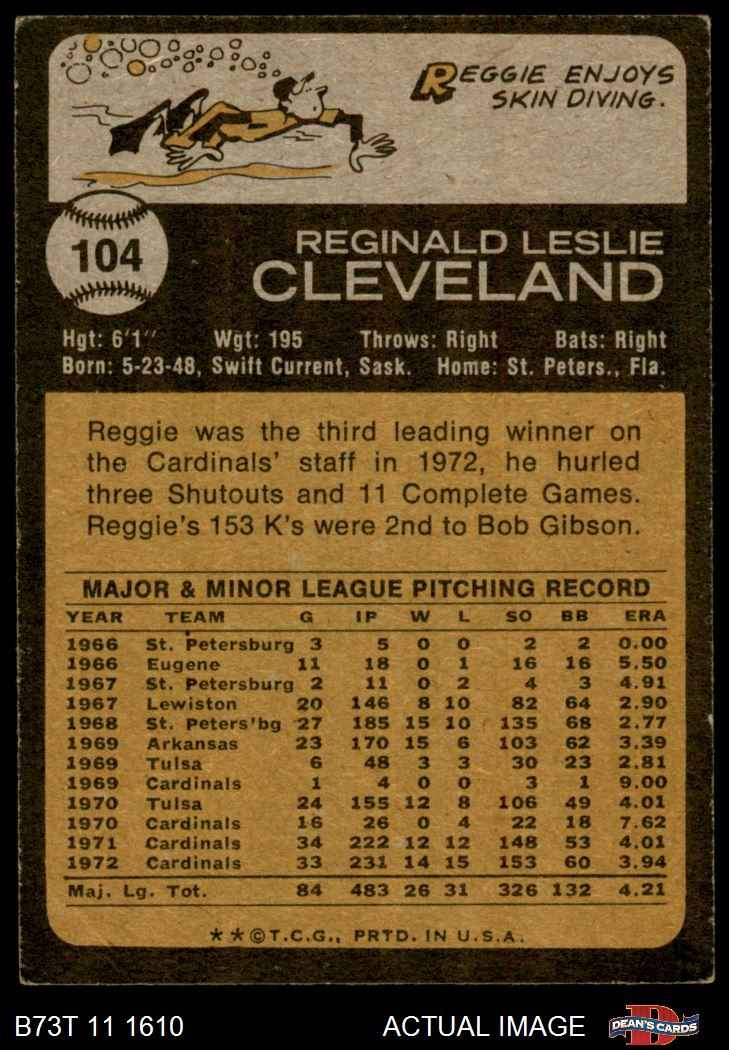 REGGIE ENJOYS
SKIN DIVING.
104
REGINALD LESLIE
CLEVELAND
Hgt: 6'1" Wgt: 195 Throws: Right Bats: Right
Born: 5-23-48, Swift Current, Sask. Home: St. Peters., Fla.
Reggie was the third leading winner on
the Cardinals' staff in 1972, he hurled
three Shutouts and 11 Complete Games.
Reggie's 153 K's were 2nd to Bob Gibson.
MAJOR & MINOR LEAGUE PITCHING RECORD
YEAR TEAM G IP W L SO BB ERA
1966 St. Petersburg 3 5 0 0 2 2 0.00
1966 Eugene 11 18 0 1 16 16 5.50
1967 St. Petersburg 2 11 0 2 4 3 4.91
1967 Lewiston 20 146 8 10 82 64 2.90
1968 St. Peters'bg 27 185 15 10 135 68 2.77
1969 Arkansas 23 170 15 6 103 62 3.39
1969 Tulsa 6 48 3 3 30 23 2.81
1969 Cardinals 1 4 0 0 3 1 9.00
1970 Tulsa 24 155 12 8 106 49 4.01
1970 Cardinals 16 26 0 4 22 18 7.62
1971 Cardinals 34 222 12 12 148 53 4.01
1972 Cardinals 33 231 14 15 153 60 3.94
Maj. Lg. Tot. 84 483 26 31 326 132 4.21
**©T.C.G., PRTD. IN U.S.A.
B73T 11 1610 ACTUAL IMAGE D DEAN'S CARDS